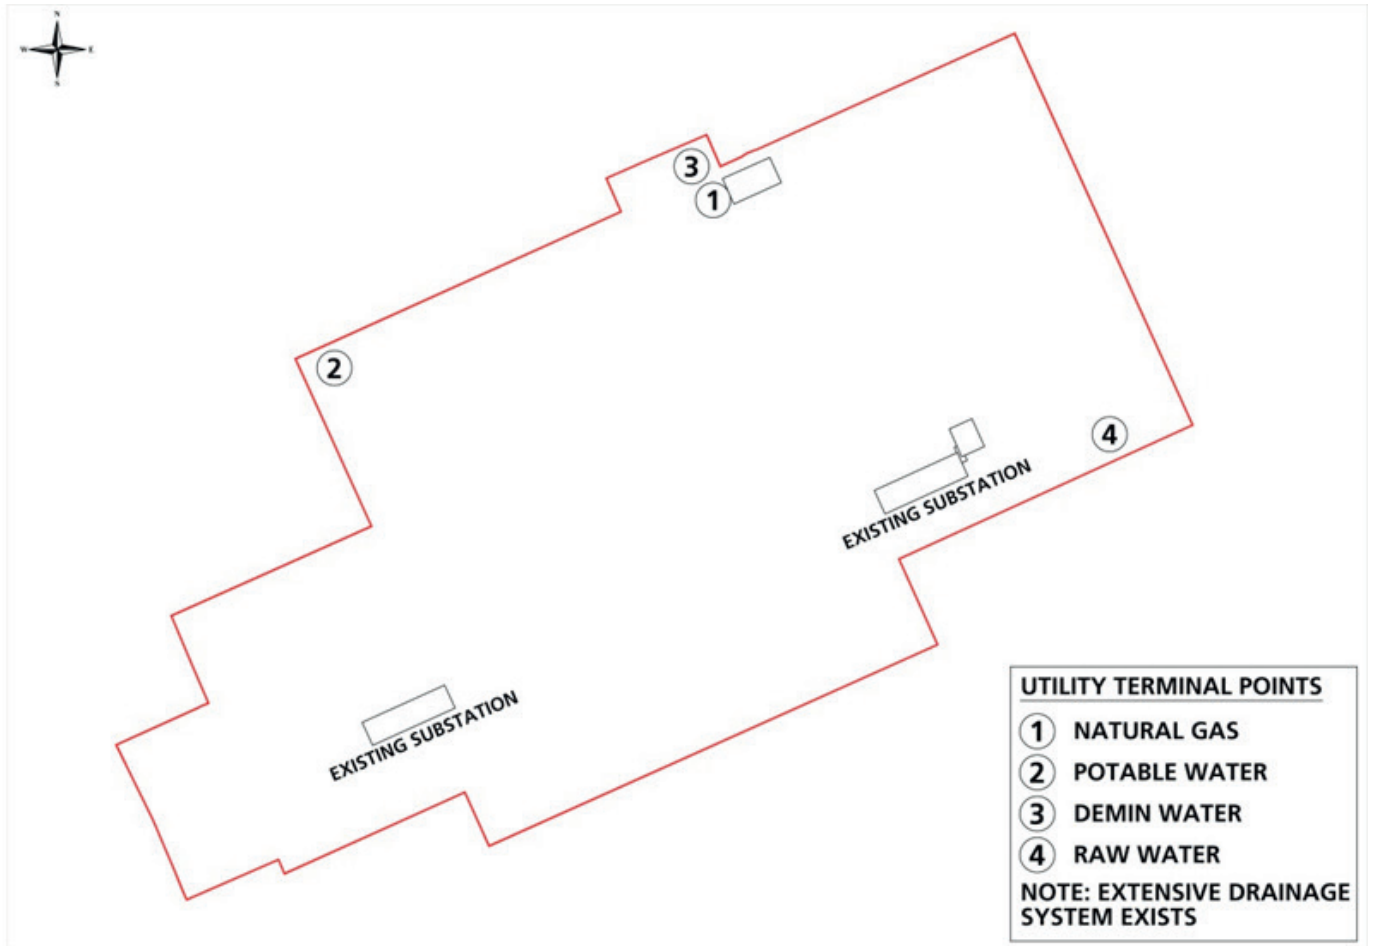 N
W E
S
3
1
2
4
EXISTING SUBSTATION
EXISTING SUBSTATION
UTILITY TERMINAL POINTS
1 NATURAL GAS
2 POTABLE WATER
3 DEMIN WATER
4 RAW WATER
NOTE: EXTENSIVE DRAINAGE
SYSTEM EXISTS